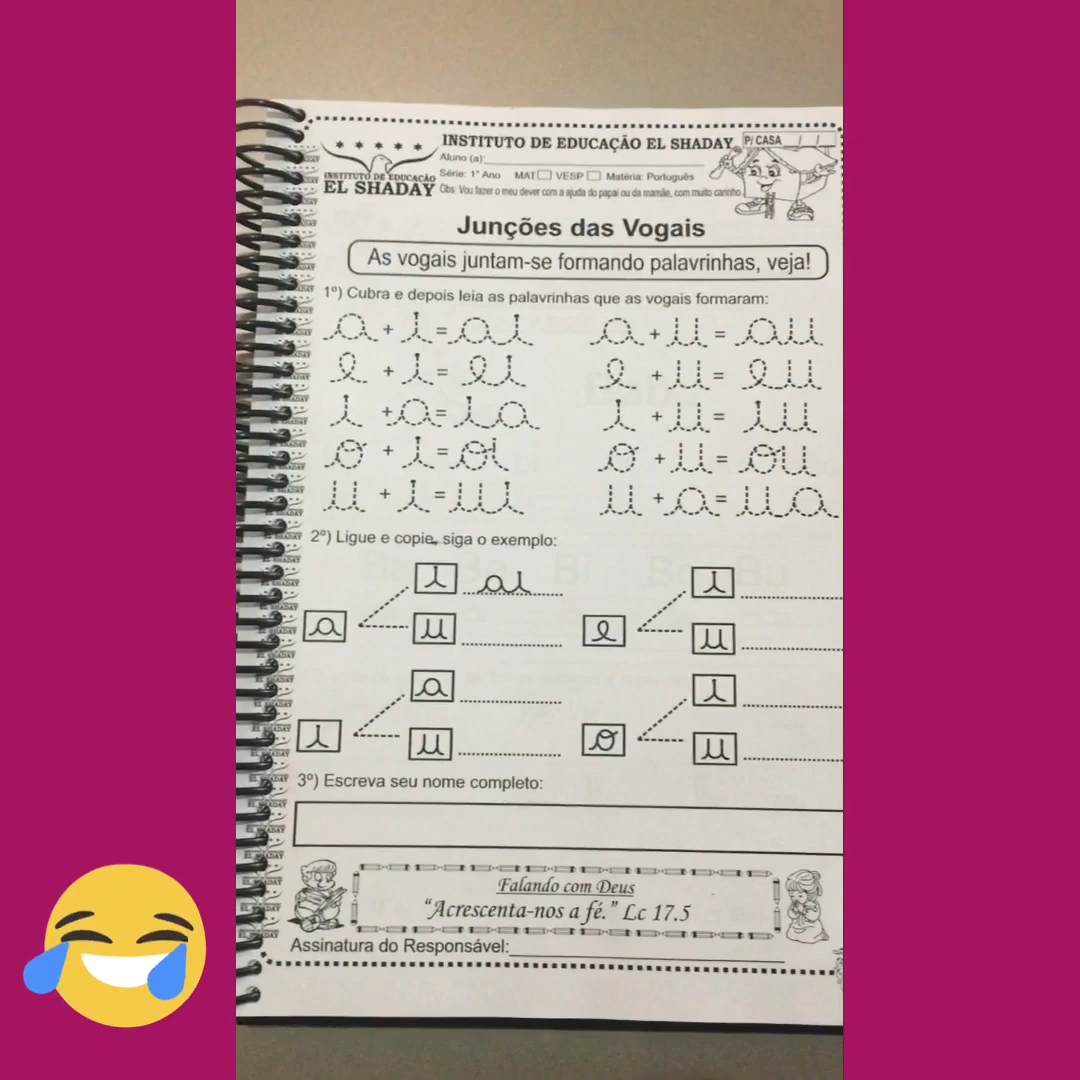 INSTITUTO DE EDUCAÇÃO EL SHADAY
P/ CASA / /
Aluno (a):
INSTITUTO DE EDUCAÇÃO
EL SHADAY
Série: 1° Ano MAT VESP Matéria: Português
Obs: Vou fazer o meu dever com a ajuda do papai ou da mamãe, com muito carinho
Junções das Vogais
As vogais juntam-se formando palavrinhas, veja!
1º) Cubra e depois leia as palavrinhas que as vogais formaram:
a + i = ai a + u = au
e + i = ei e + u = eu
i + a = ia i + u = iu
o + i = oi o + u = ou
u + i = ui u + a = ua
2º) Ligue e copie, siga o exemplo:
i ai i
a u e u
a i
i u o u
3º) Escreva seu nome completo:
Falando com Deus
“Acrescenta-nos a fé.” Lc 17.5
Assinatura do Responsável: